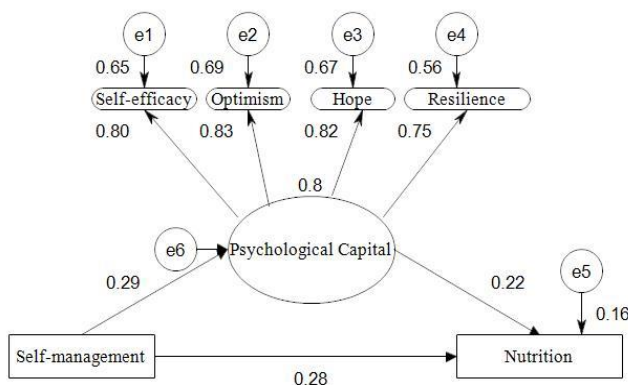 e1 e2 e3 e4
0.65 0.69 0.67 0.56
Self-efficacy Optimism Hope Resilience
0.80 0.83 0.82 0.75
0.8
Psychological Capital
e6
e5
0.29 0.22
0.16
Self-management Nutrition
0.28